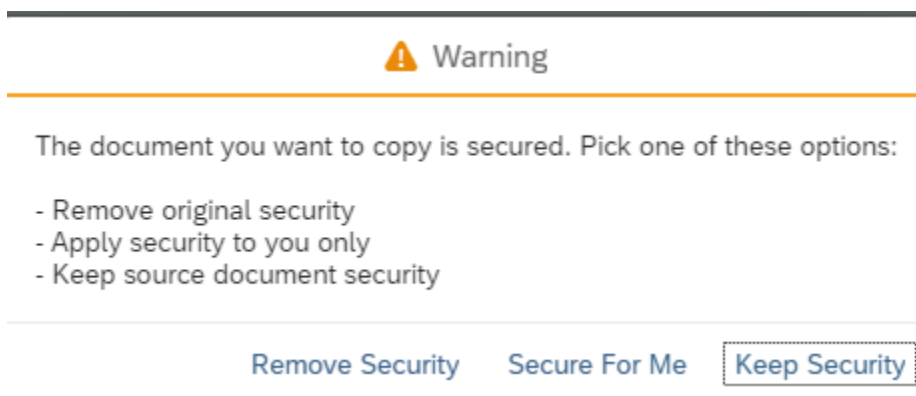 Warning
The document you want to copy is secured. Pick one of these options:
- Remove original security
- Apply security to you only
- Keep source document security
Remove Security Secure For Me Keep Security